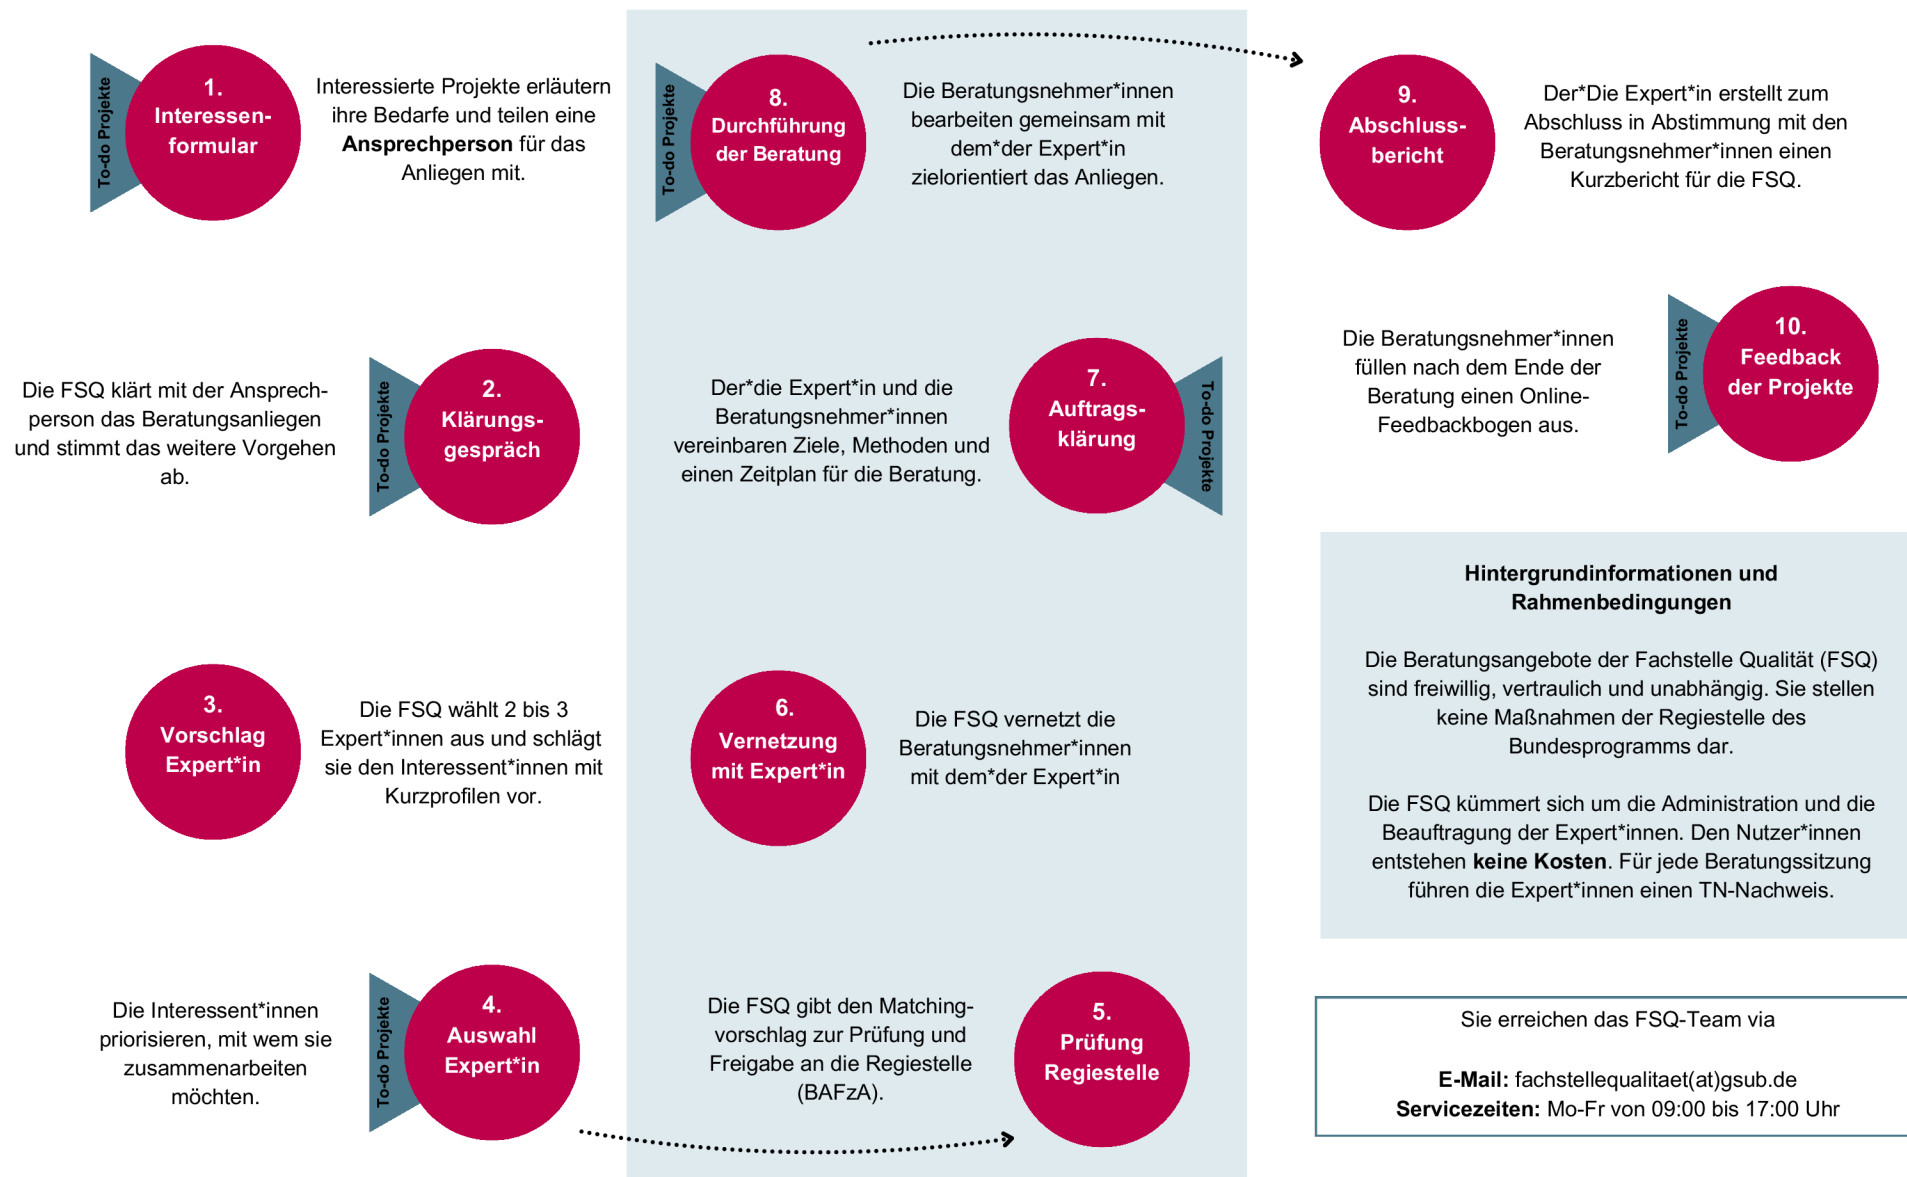 To-do Projekte
1.
Interessen-
formular
Interessierte Projekte erläutern
ihre Bedarfe und teilen eine
Ansprechperson für das
Anliegen mit.
Die FSQ klärt mit der Ansprech-
person das Beratungsanliegen
und stimmt das weitere Vorgehen
ab.
To-do Projekte
2.
Klärungs-
gespräch
3.
Vorschlag
Expert*in
Die FSQ wählt 2 bis 3
Expert*innen aus und schlägt
sie den Interessent*innen mit
Kurzprofilen vor.
Die Interessent*innen
priorisieren, mit wem sie
zusammenarbeiten
möchten.
To-do Projekte
4.
Auswahl
Expert*in
Die FSQ gibt den Matching-
vorschlag zur Prüfung und
Freigabe an die Regiestelle
(BAFzA).
5.
Prüfung
Regiestelle
6.
Vernetzung
mit Expert*in
Die FSQ vernetzt die
Beratungsnehmer*innen
mit dem*der Expert*in
Der*die Expert*in und die
Beratungsnehmer*innen
vereinbaren Ziele, Methoden und
einen Zeitplan für die Beratung.
7.
Auftrags-
klärung
To-do Projekte
To-do Projekte
8.
Durchführung
der Beratung
Die Beratungsnehmer*innen
bearbeiten gemeinsam mit
dem*der Expert*in
zielorientiert das Anliegen.
9.
Abschluss-
bericht
Der*Die Expert*in erstellt zum
Abschluss in Abstimmung mit den
Beratungsnehmer*innen einen
Kurzbericht für die FSQ.
Die Beratungsnehmer*innen
füllen nach dem Ende der
Beratung einen Online-
Feedbackbogen aus.
To-do Projekte
10.
Feedback
der Projekte
Hintergrundinformationen und
Rahmenbedingungen
Die Beratungsangebote der Fachstelle Qualität (FSQ)
sind freiwillig, vertraulich und unabhängig. Sie stellen
keine Maßnahmen der Regiestelle des
Bundesprogramms dar.
Die FSQ kümmert sich um die Administration und die
Beauftragung der Expert*innen. Den Nutzer*innen
entstehen keine Kosten. Für jede Beratungssitzung
führen die Expert*innen einen TN-Nachweis.
Sie erreichen das FSQ-Team via
E-Mail: fachstellequalitaet(at)gsub.de
Servicezeiten: Mo-Fr von 09:00 bis 17:00 Uhr